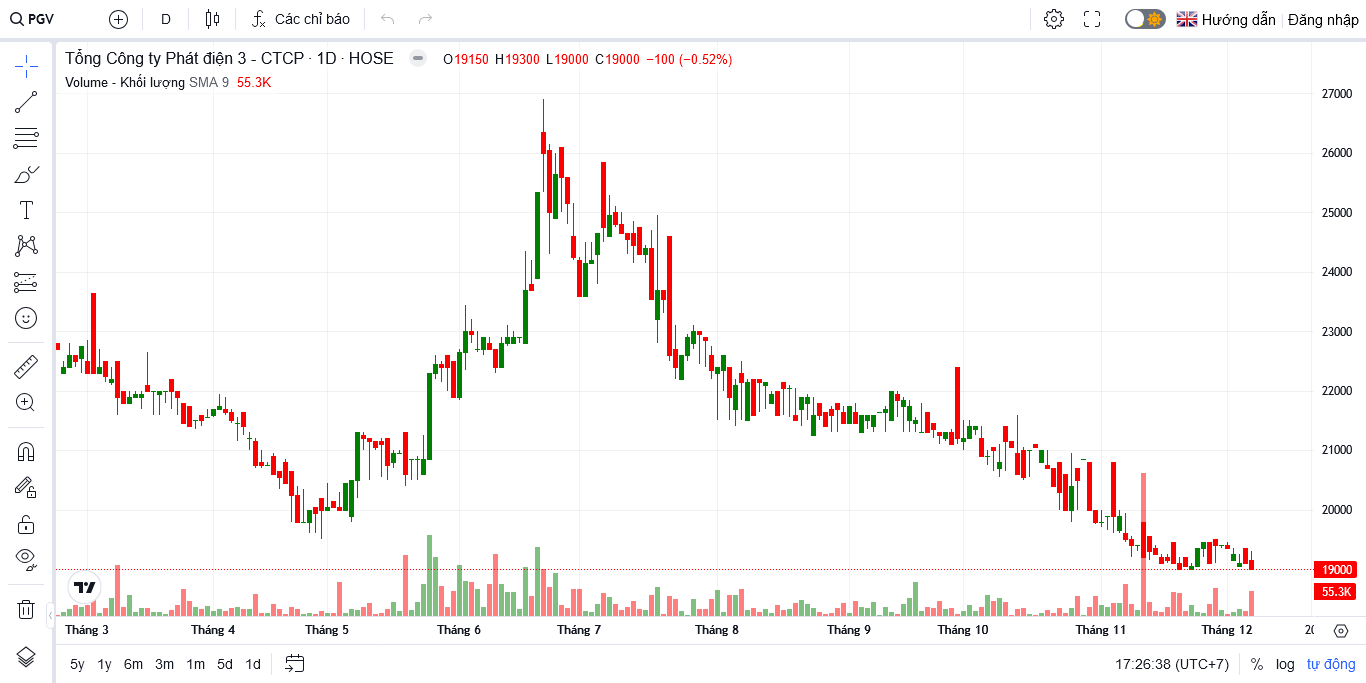 PGV D Các chỉ báo Hướng dẫn Đăng nhập
Tổng Công ty Phát điện 3 - CTCP · 1D · HOSE O19150 H19300 L19000 C19000 −100 (−0.52%)
Volume - Khối lượng SMA 9 55.3K
27000
26000
25000
24000
23000
22000
21000
20000
19000
55.3K
Tháng 3 Tháng 4 Tháng 5 Tháng 6 Tháng 7 Tháng 8 Tháng 9 Tháng 10 Tháng 11 Tháng 12
5y 1y 6m 3m 1m 5d 1d 17:26:38 (UTC+7) % log tự động